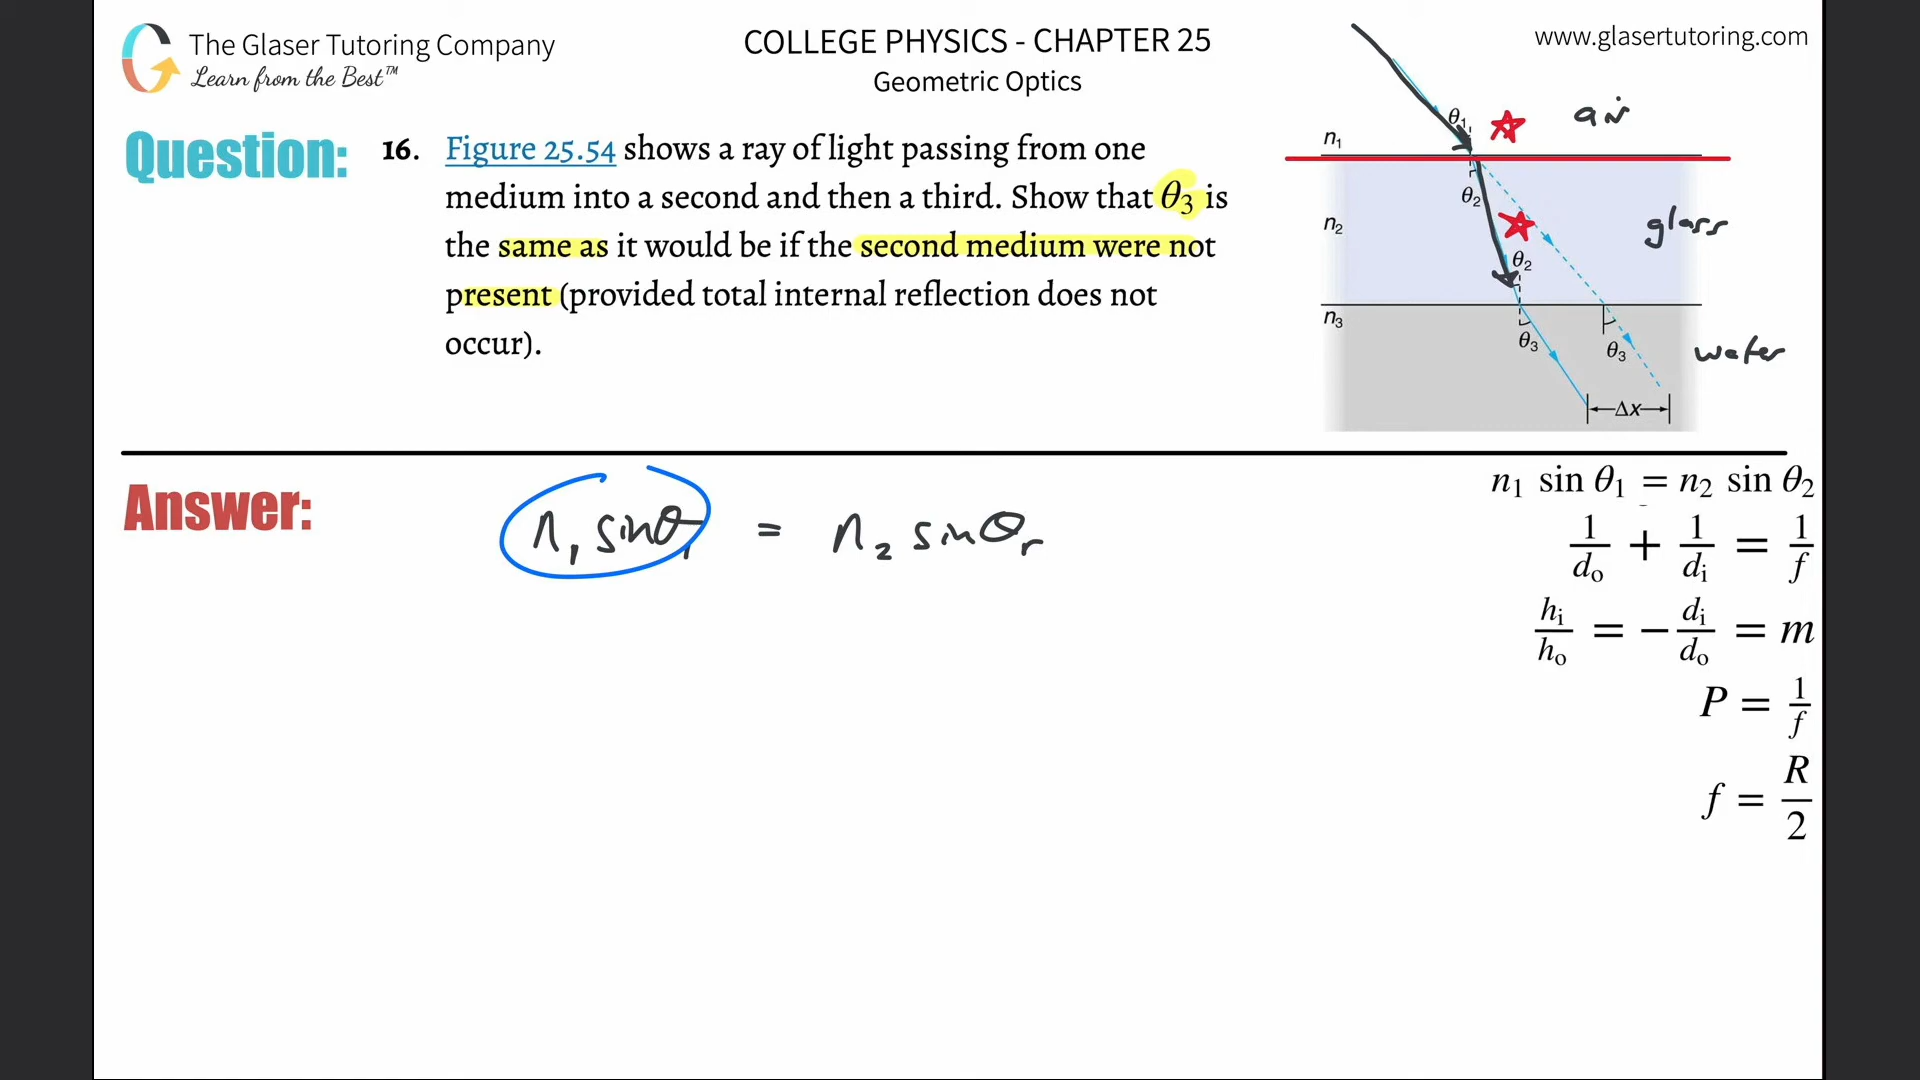 The Glaser Tutoring Company
Learn from the Best™
COLLEGE PHYSICS - CHAPTER 25
Geometric Optics
www.glasertutoring.com
Question:
16. Figure 25.54 shows a ray of light passing from one
medium into a second and then a third. Show that θ₃ is
the same as it would be if the second medium were not
present (provided total internal reflection does not
occur).
θ₁
air
n₁
θ₂
n₂
glass
θ₂
n₃
θ₃
θ₃
water
Δx
Answer:
n₁ sinθ₁ = n₂ sinθᵣ
n₁ sin θ₁ = n₂ sin θ₂
1/dₒ + 1/dᵢ = 1/f
hᵢ/hₒ = −dᵢ/dₒ = m
P = 1/f
f = R/2